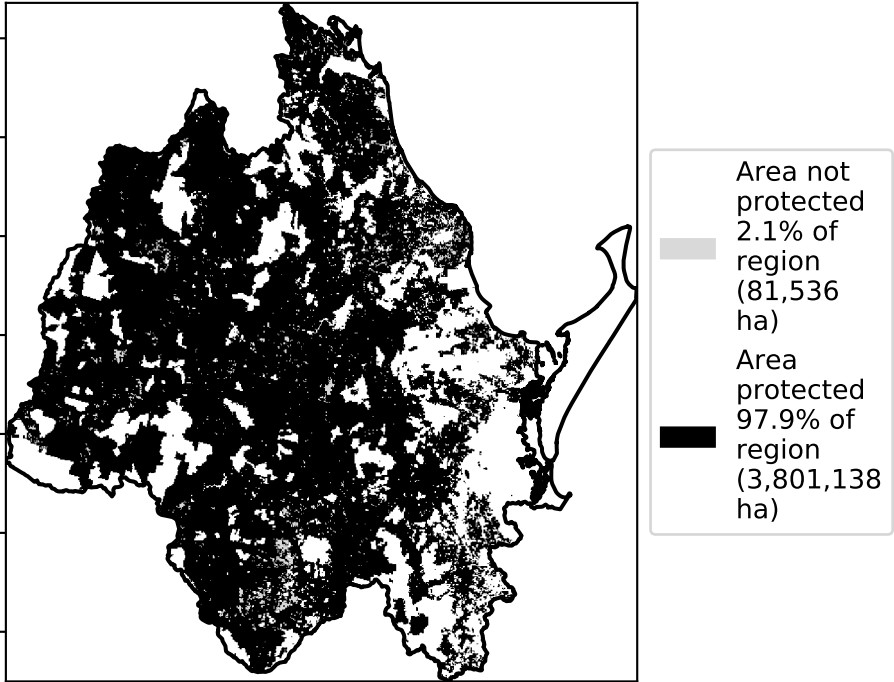 Area not
protected
2.1% of
region
(81,536
ha)
Area
protected
97.9% of
region
(3,801,138
ha)